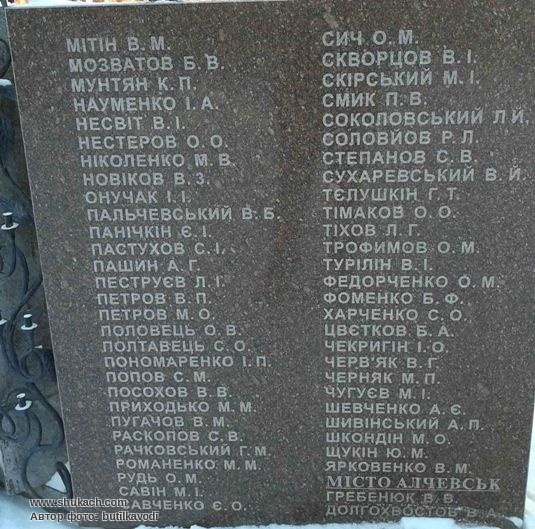 МІТІН В. М.
МОЗВАТОВ Б. В.
МУНТЯН К. П.
НАУМЕНКО І. А.
НЕСВІТ В. І.
НЕСТЕРОВ О. О.
НІКОЛЕНКО М. В.
НОВІКОВ В. З.
ОНУЧАК І. І.
ПАЛЬЧЕВСЬКИЙ В. Б.
ПАНІЧКІН Є. І.
ПАСТУХОВ С. І.
ПАШИН А. Г.
ПЕСТРУЄВ Л. І.
ПЕТРОВ В. П.
ПЕТРОВ М. О.
ПОЛОВЕЦЬ О. В.
ПОЛТАВЕЦЬ С. О.
ПОНОМАРЕНКО І. П.
ПОПОВ С. М.
ПОСОХОВ В. В.
ПРИХОДЬКО М. М.
ПУГАЧОВ В. М.
РАСКОПОВ С. В.
РАЧКОВСЬКИЙ Г. М.
РОМАНЕНКО М. М.
РУДЬ О. М.
САВІН М. І.
САВЧЕНКО Є. О.
СИЧ О. М.
СКВОРЦОВ В. І.
СКІРСЬКИЙ М. І.
СМИК П. В.
СОКОЛОВСЬКИЙ Л. Й.
СОЛОВЙОВ Р. Л.
СТЕПАНОВ С. В.
СУХАРЕВСЬКИЙ В. Й.
ТЄЛУШКІН Г. Т.
ТІМАКОВ О. О.
ТІХОВ Л. Г.
ТРОФИМОВ О. М.
ТУРІЛІН В. І.
ФЕДОРЧЕНКО О. М.
ФОМЕНКО Б. Ф.
ХАРЧЕНКО С. О.
ЦВЄТКОВ Б. А.
ЧЕКРИГІН І. О.
ЧЕРВ'ЯК В. Г.
ЧЕРНЯК М. П.
ЧУГУЄВ М. І.
ШЕВЧЕНКО А. Є.
ШИВІНСЬКИЙ А. П.
ШКОНДІН М. О.
ЩУКІН Ю. М.
ЯРКОВЕНКО В. М.
МІСТО АЛЧЕВСЬК
ГРЕБЕНЮК В. В.
ДОЛГОХВОСТОВ В. А.
www.shukach.com
Автор фото: butilkavodi